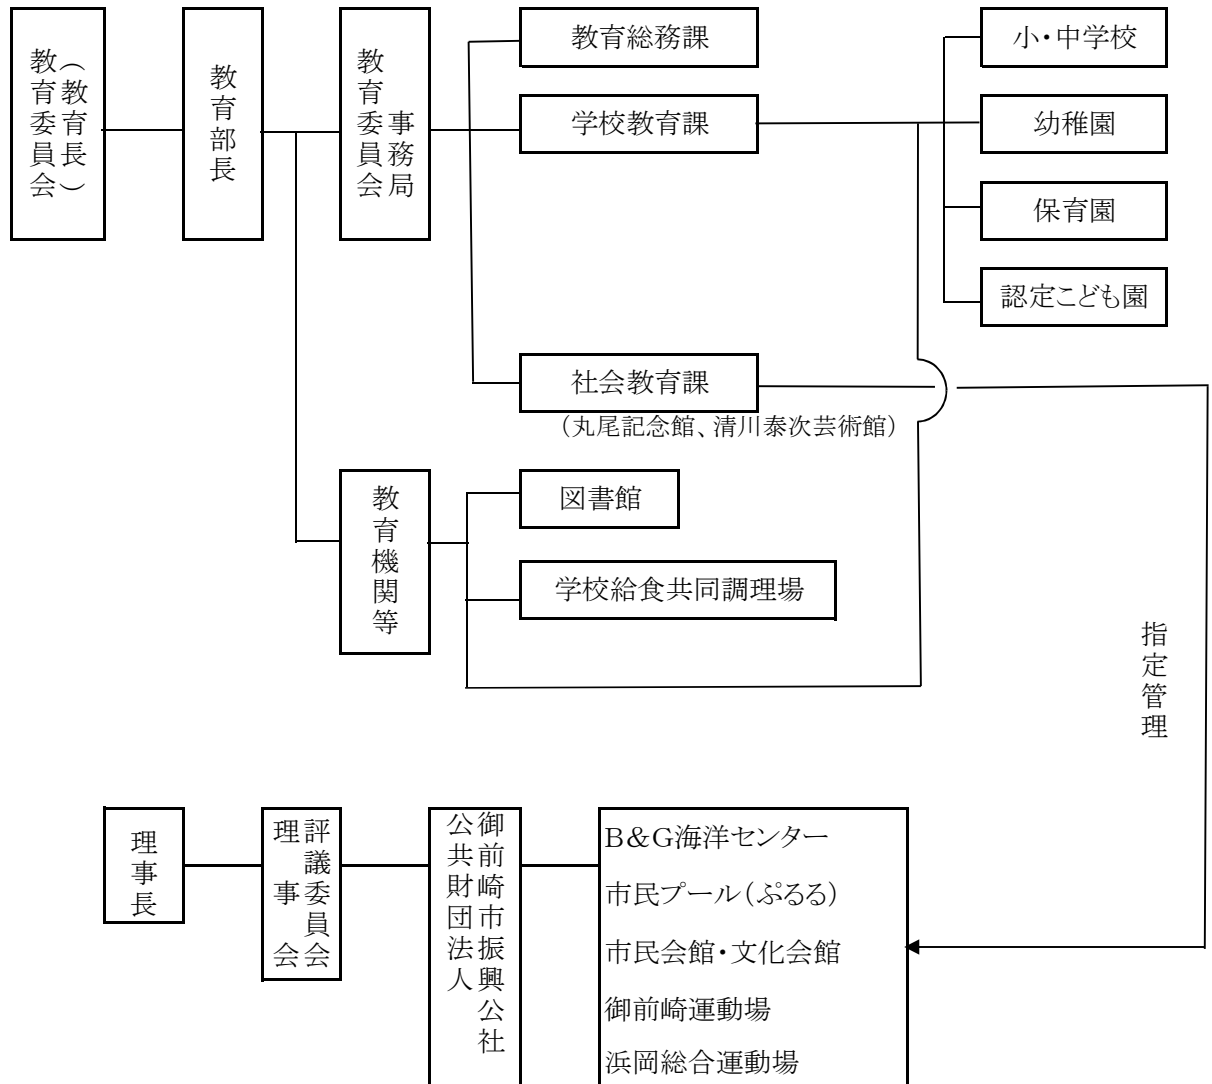 教育委員会
（教育長）
教育部長
教育委員会
事務局
教育総務課
学校教育課
社会教育課
（丸尾記念館、清川泰次芸術館）
小・中学校
幼稚園
保育園
認定こども園
教育機関等
図書館
学校給食共同調理場
指定管理
理事長
理事会
評議委員会
公共財団法人
御前崎市振興公社
B&G海洋センター
市民プール（ぷるる）
市民会館・文化会館
御前崎運動場
浜岡総合運動場